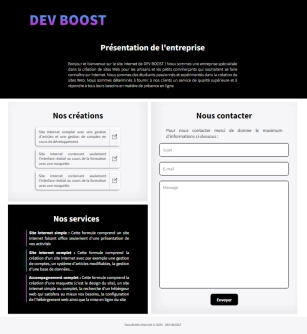 DEV BOOST
Présentation de l'entreprise
Bonjour et bienvenue sur le site internet de DEV BOOST ! Nous sommes une entreprise spécialisée
dans la création de sites Web pour les artisans et les petits commerçants qui souhaitent se faire
connaître sur Internet. Nous sommes des étudiants passionnés et expérimentés dans la création de
sites Web. Nous sommes déterminés à fournir à nos clients un service de qualité supérieure et à
répondre à tous leurs besoins en matière de présence en ligne.
Nos créations
Site internet complet avec une gestion
d'articles et une gestion de comptes en
cours de développement
Site internet contenant seulement
l'interface réalisé au cours de la formation
avec une maquette.
Site internet contenant seulement
l'interface réalisé au cours de la formation
avec une maquette.
Nos services
Site internet simple : Cette formule comprend un site
internet faisant office seulement d'une présentation de
vos activités
Site internet complet : Cette formule comprend la
création d'un site internet avec par exemple une gestion
de comptes, un système d'articles modifiables, la gestion
d'une base de données...
Accompagnement complet : Cette formule comprend la
création d'une maquette (c'est le design du site), un site
internet simple ou complet, la recherche d'un hébergeur
web qui satisfera au mieux vos besoins, la configuration
de l'hébergement web ainsi que la mise en ligne du site
Nous contacter
Pour nous contacter merci de donner le maximum
d'informations ci-dessous :
Sujet
E-mail
Message
Envoyer